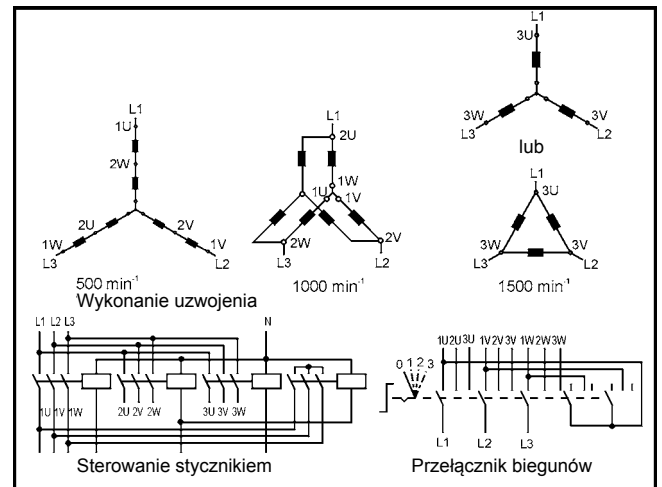 L1
3U
3W
3V
L3
L2
lub
L1
1U
2W
2U
2V
1W
1V
L3
L2
500 min⁻¹
L1
2U
1W
1U
1V
2W
2V
L3
L2
1000 min⁻¹
L1
3U
3W
3V
L3
L2
1500 min⁻¹
Wykonanie uzwojenia
L1 L2 L3
N
1U 1V 1W
2U 2V 2W
3U 3V 3W
Sterowanie stycznikiem
1U 2U 3U 1V 2V 3V 1W 2W 3W
0 1 2 3
L1
L2
L3
Przełącznik biegunów